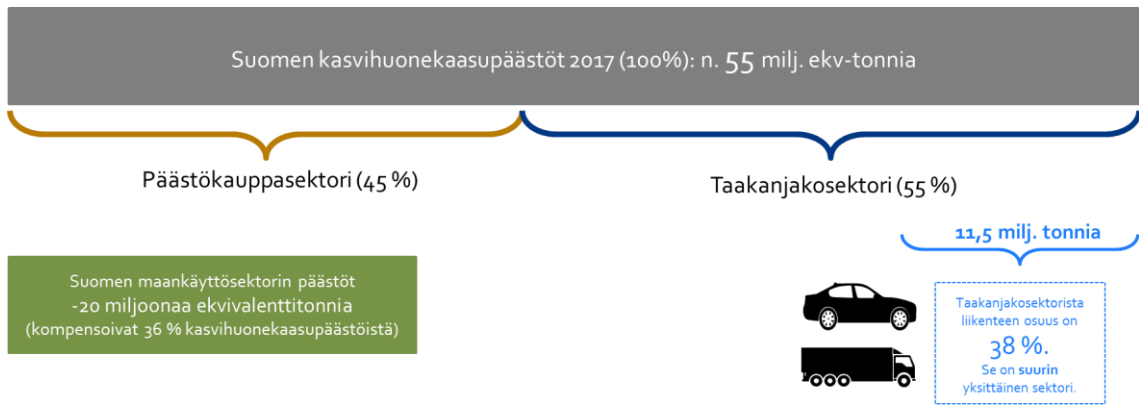 Suomen kasvihuonekaasupäästöt 2017 (100%): n. 55 milj. ekv-tonnia
Päästökauppasektori (45 %)
Taakanjakosektori (55 %)
11,5 milj. tonnia
Suomen maankäyttösektorin päästöt
-20 miljoonaa ekvivalenttitonnia
(kompensoivat 36 % kasvihuonekaasupäästöistä)
Taakanjakosektorista
liikenteen osuus on
38 %.
Se on suurin
yksittäinen sektori.